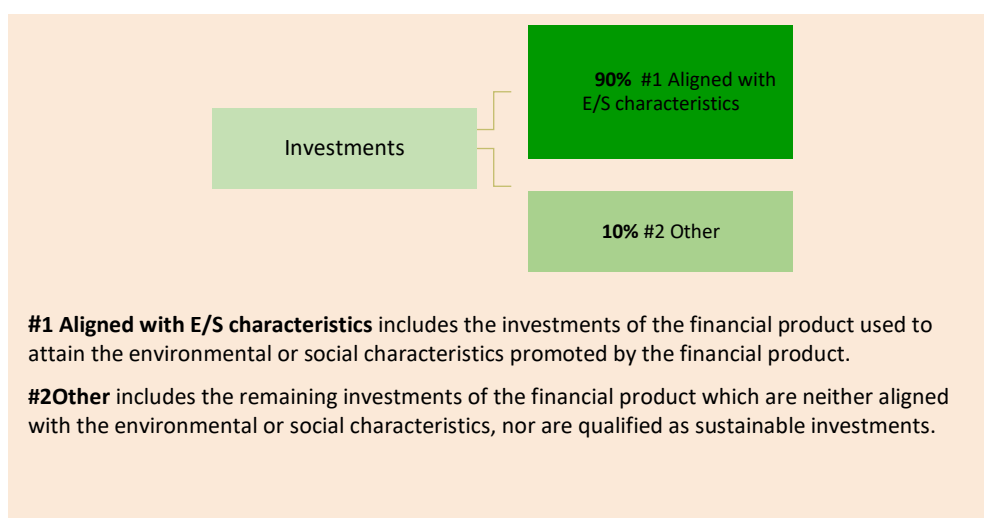 90% #1 Aligned with
E/S characteristics
Investments
10% #2 Other
#1 Aligned with E/S characteristics includes the investments of the financial product used to
attain the environmental or social characteristics promoted by the financial product.
#2Other includes the remaining investments of the financial product which are neither aligned
with the environmental or social characteristics, nor are qualified as sustainable investments.